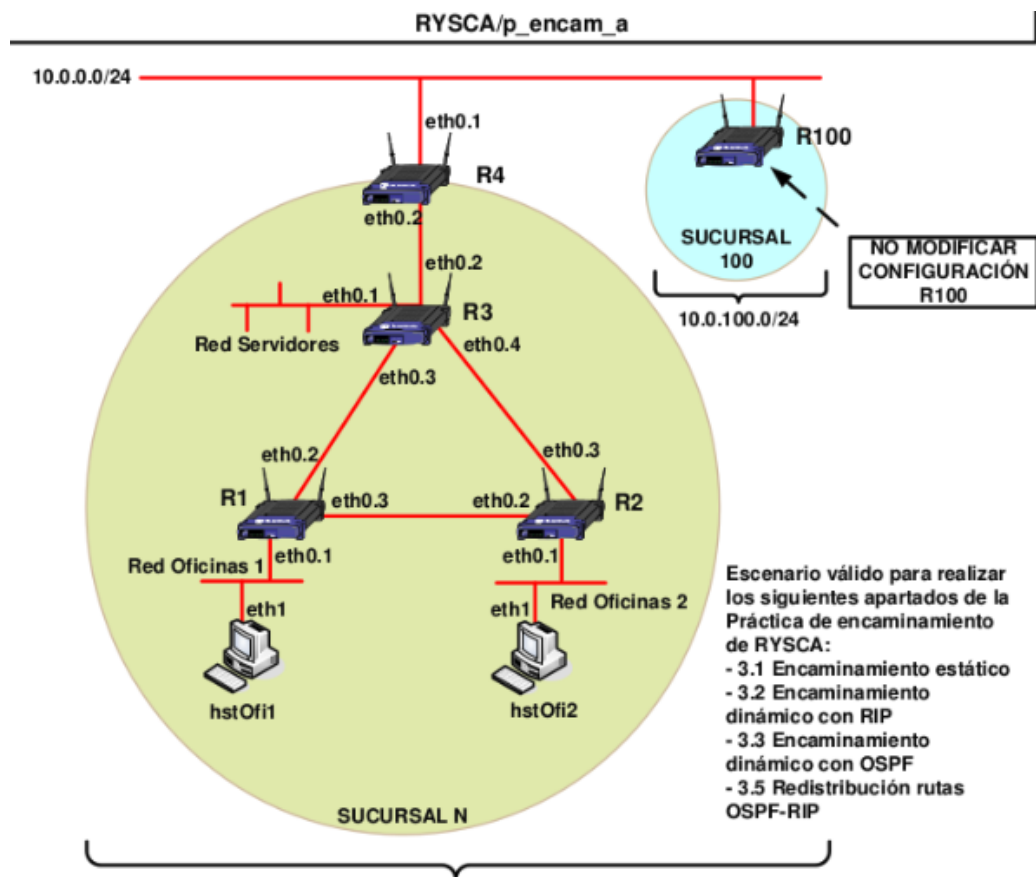 RYSCA/p_encam_a
10.0.0.0/24
eth0.1
R4
R100
eth0.2
SUCURSAL
100
NO MODIFICAR
CONFIGURACIÓN
R100
10.0.100.0/24
eth0.2
eth0.1
R3
Red Servidores
eth0.4
eth0.3
eth0.2
eth0.3
R1
eth0.3
eth0.2
R2
eth0.1
eth0.1
Red Oficinas 1
Red Oficinas 2
eth1
eth1
hstOfi1
hstOfi2
Escenario válido para realizar
los siguientes apartados de la
Práctica de encaminamiento
de RYSCA:
- 3.1 Encaminamiento estático
- 3.2 Encaminamiento
dinámico con RIP
- 3.3 Encaminamiento
dinámico con OSPF
- 3.5 Redistribución rutas
OSPF-RIP
SUCURSAL N